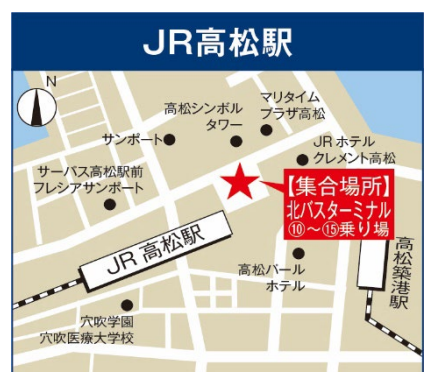 JR高松駅
N
マリタイム
プラザ高松
高松シンボル
タワー
サンポート
JRホテル
クレメント高松
サーパス高松駅前
フレシアサンポート
【集合場所】
北バスターミナル
⑩~⑮乗り場
JR高松駅
高松パール
ホテル
高松築港駅
穴吹学園
穴吹医療大学校